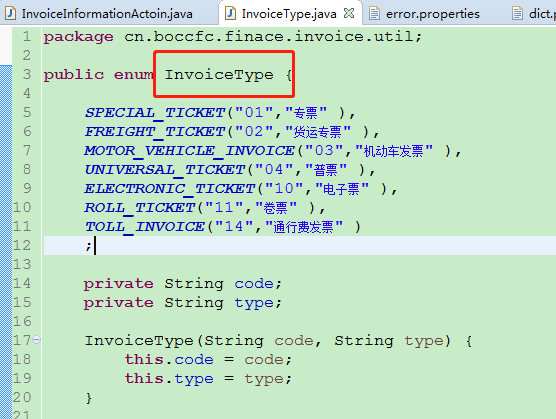 InvoiceInformationActoin.java InvoiceType.java error.properties dict.p
1 package cn.boccfc.finace.invoice.util;
2
3 public enum InvoiceType {
4
5 SPECIAL_TICKET("01","专票" ),
6 FREIGHT_TICKET("02","货运专票" ),
7 MOTOR_VEHICLE_INVOICE("03","机动车发票" ),
8 UNIVERSAL_TICKET("04","普票" ),
9 ELECTRONIC_TICKET("10","电子票" ),
10 ROLL_TICKET("11","卷票" ),
11 TOLL_INVOICE("14","通行费发票" )
12 ;
13
14 private String code;
15 private String type;
16
17 InvoiceType(String code, String type) {
18 this.code = code;
19 this.type = type;
20 }
21